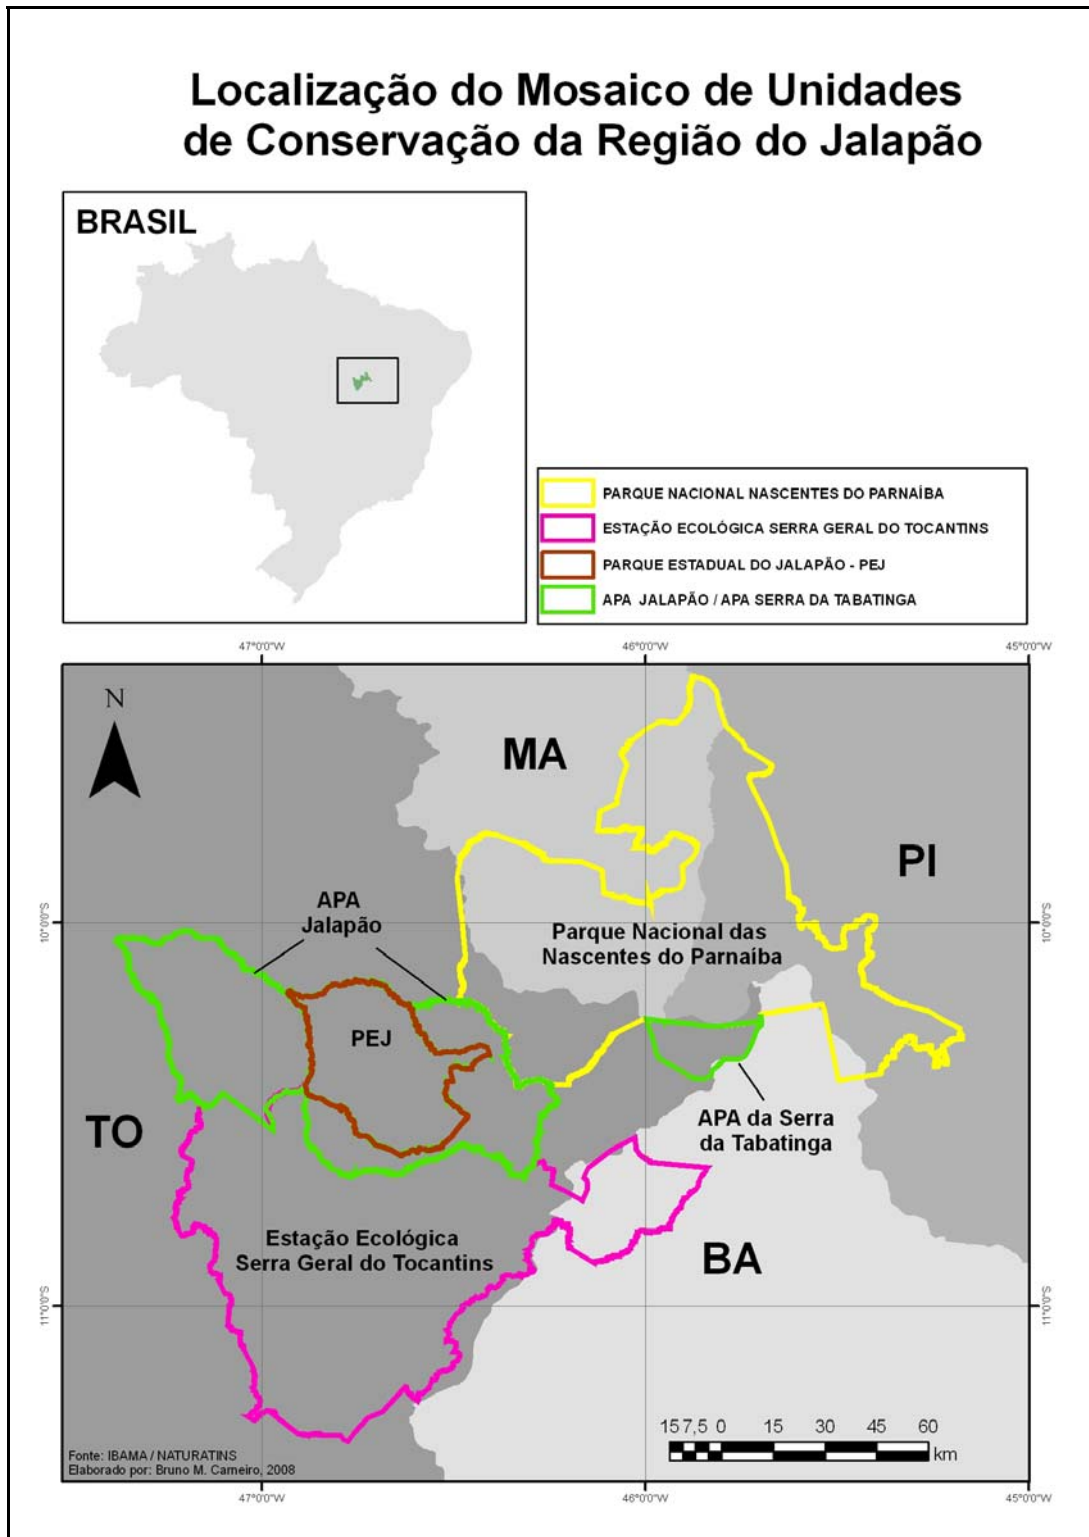 Localização do Mosaico de Unidades
de Conservação da Região do Jalapão
BRASIL
PARQUE NACIONAL NASCENTES DO PARNAÍBA
ESTAÇÃO ECOLÓGICA SERRA GERAL DO TOCANTINS
PARQUE ESTADUAL DO JALAPÃO - PEJ
APA JALAPÃO / APA SERRA DA TABATINGA
47°0'0"W
46°0'0"W
45°0'0"W
N
MA
PI
APA
Jalapão
10°0'0"S
10°0'0"S
Parque Nacional das
Nascentes do Parnaíba
PEJ
TO
APA da Serra
da Tabatinga
Estação Ecológica
Serra Geral do Tocantins
BA
11°0'0"S
11°0'0"S
15 7,5 0 15 30 45 60
km
Fonte: IBAMA / NATURATINS
Elaborado por: Bruno M. Carneiro, 2008
47°0'0"W
46°0'0"W
45°0'0"W